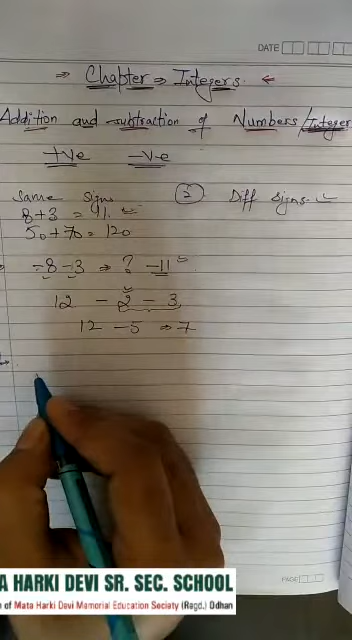 DATE
⇒ Chapter ⇒ Integers ←
Addition and subtraction of Numbers/Integer
+ve -ve
Same Signs
② Diff Signs
8+3 = 11
50+70 = 120
-8-3 ⇒ ? -11
12 - 2 - 3
12 - 5 ⇒ 7
A HARKI DEVI SR. SEC. SCHOOL
n of Mata Harki Devi Memorial Education Society (Regd.) Odhan
PAGE